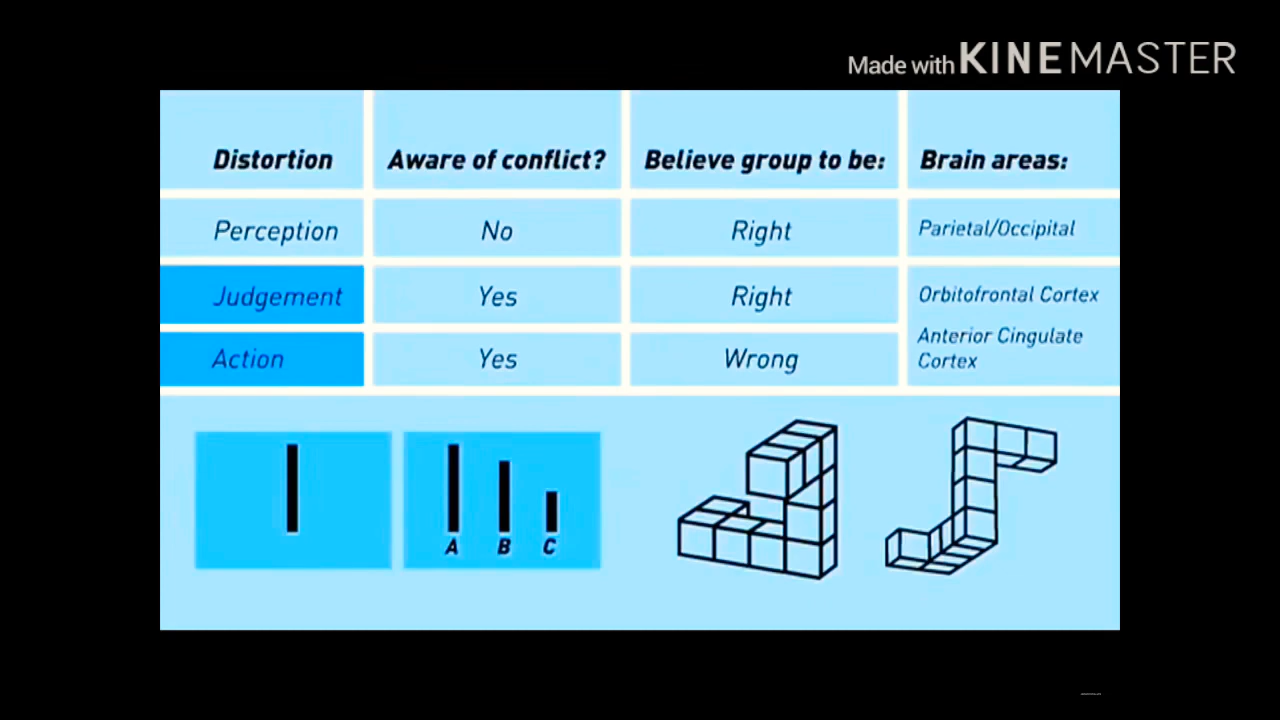 Made with KINEMASTER
Distortion Aware of conflict? Believe group to be: Brain areas:
Perception No Right Parietal/Occipital
Judgement Yes Right Orbitofrontal Cortex
Action Yes Wrong Anterior Cingulate
Cortex
A B C